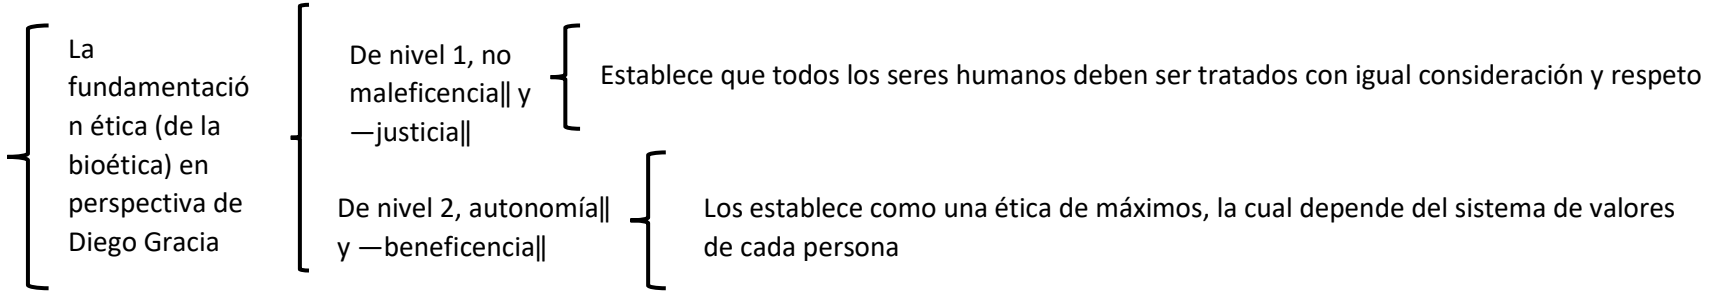 La
fundamentació
n ética (de la
bioética) en
perspectiva de
Diego Gracia
De nivel 1, no
maleficencia‖ y
―justicia‖
Establece que todos los seres humanos deben ser tratados con igual consideración y respeto
De nivel 2, autonomía‖
y ―beneficencia‖
Los establece como una ética de máximos, la cual depende del sistema de valores
de cada persona